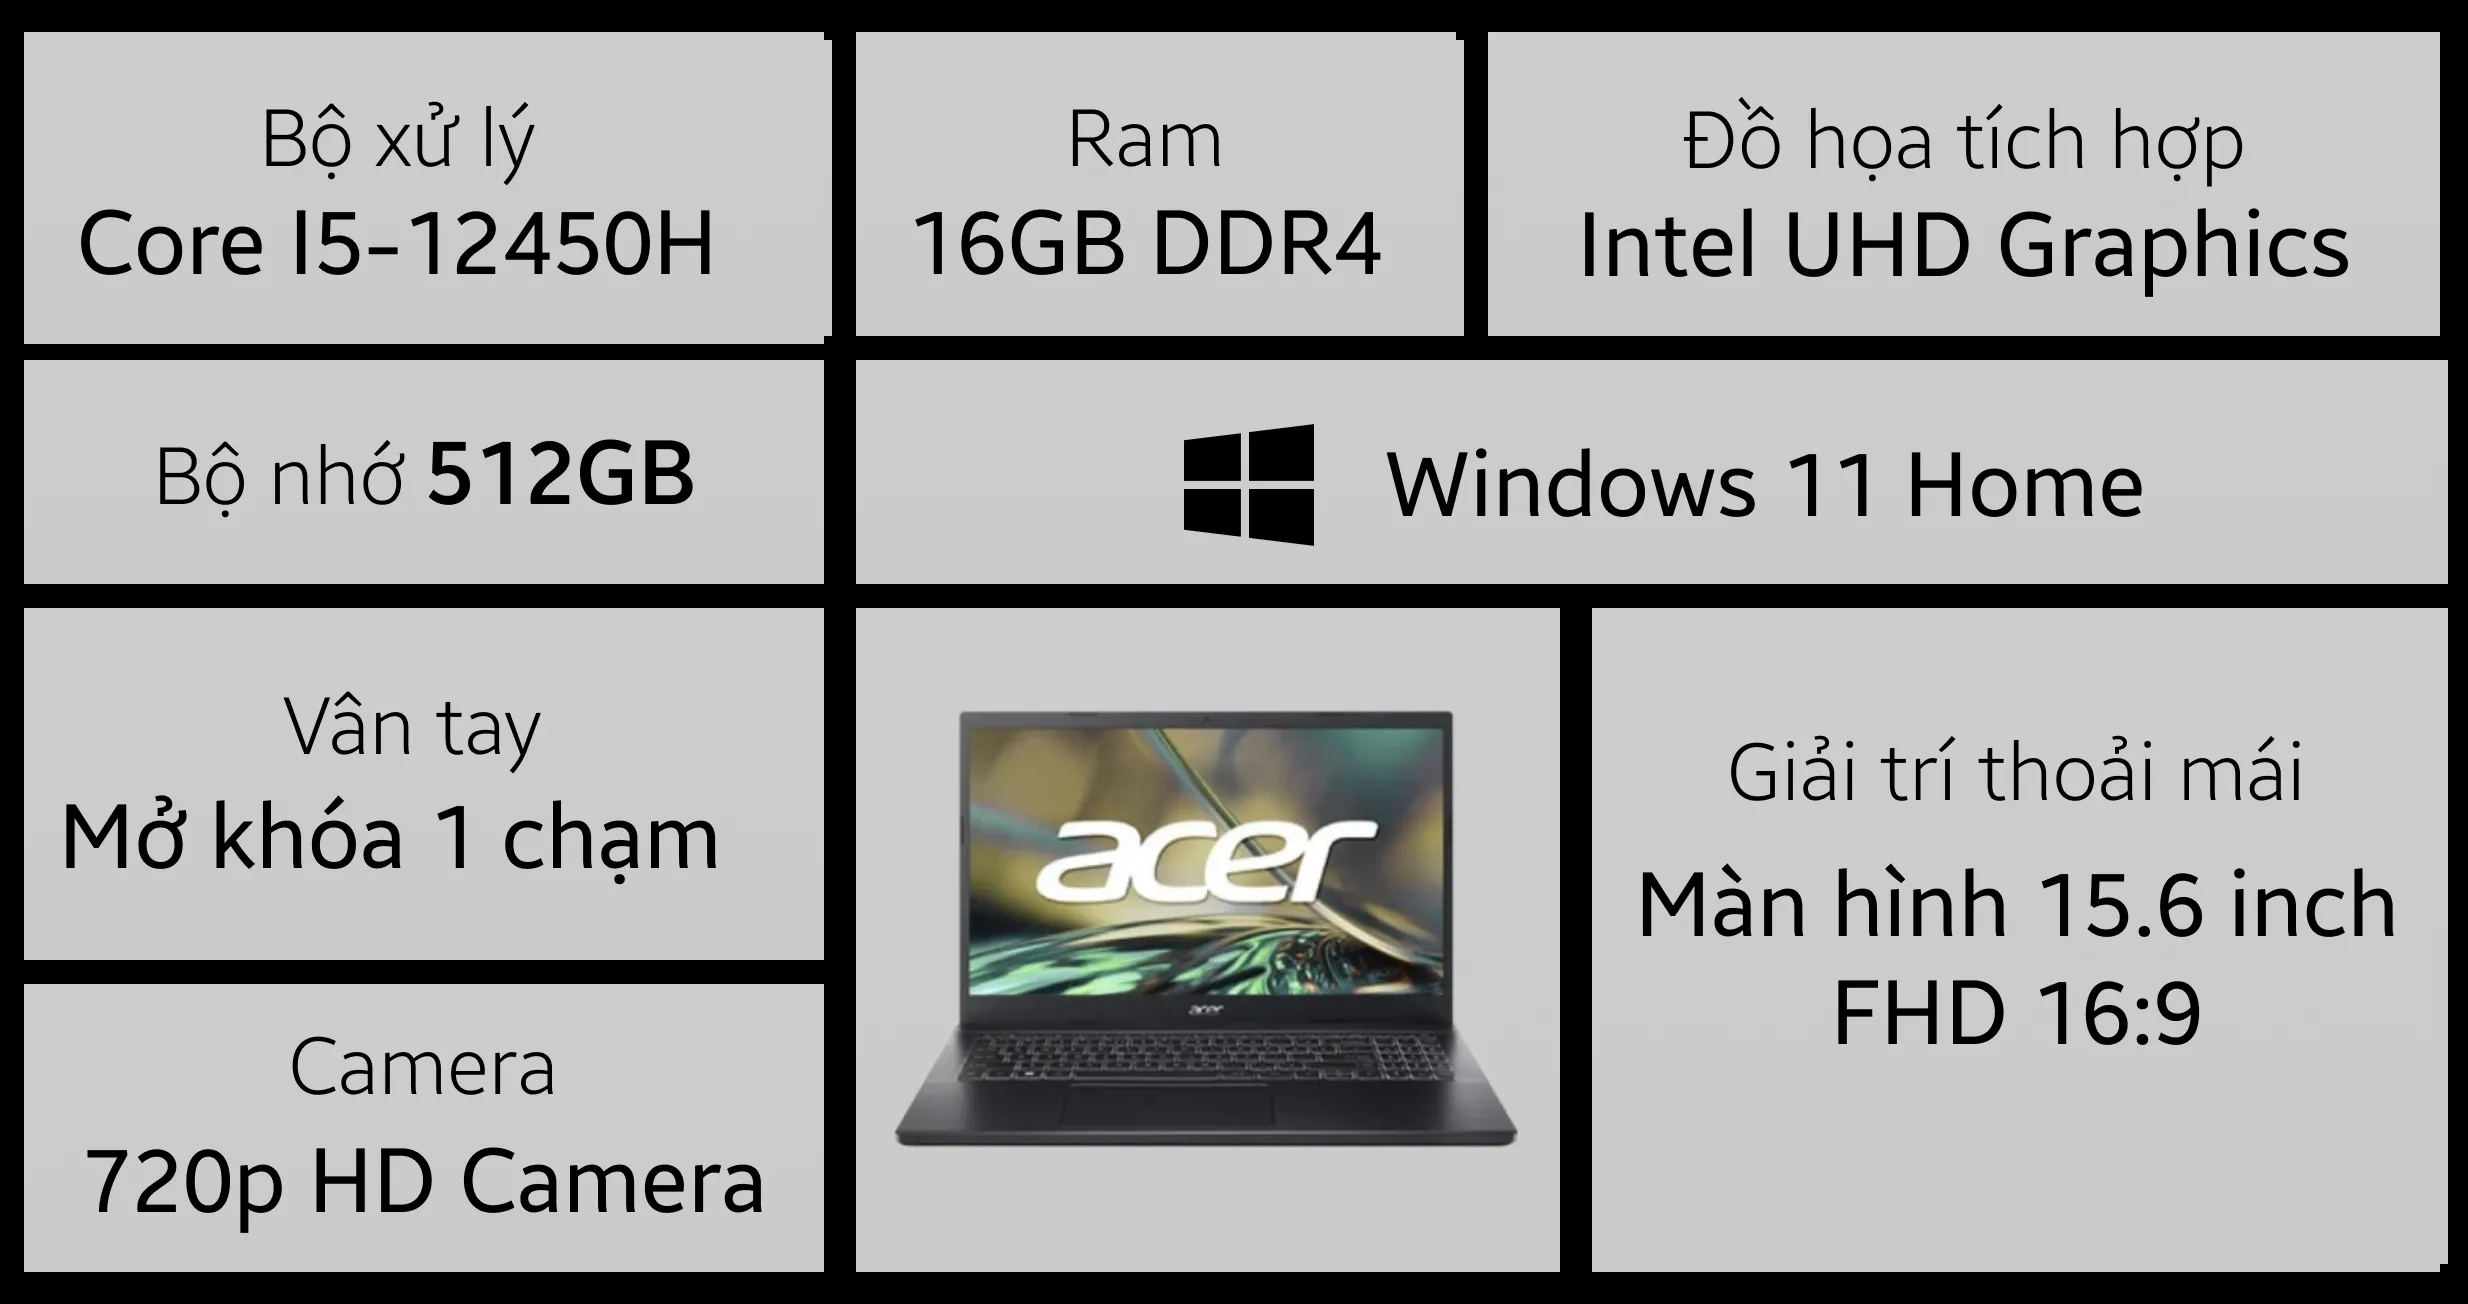 Bộ xử lý
Core I5-12450H
Ram
16GB DDR4
Đồ họa tích hợp
Intel UHD Graphics
Bộ nhớ 512GB
Windows 11 Home
Vân tay
Mở khóa 1 chạm
Camera
720p HD Camera
acer
acer
Giải trí thoải mái
Màn hình 15.6 inch
FHD 16:9